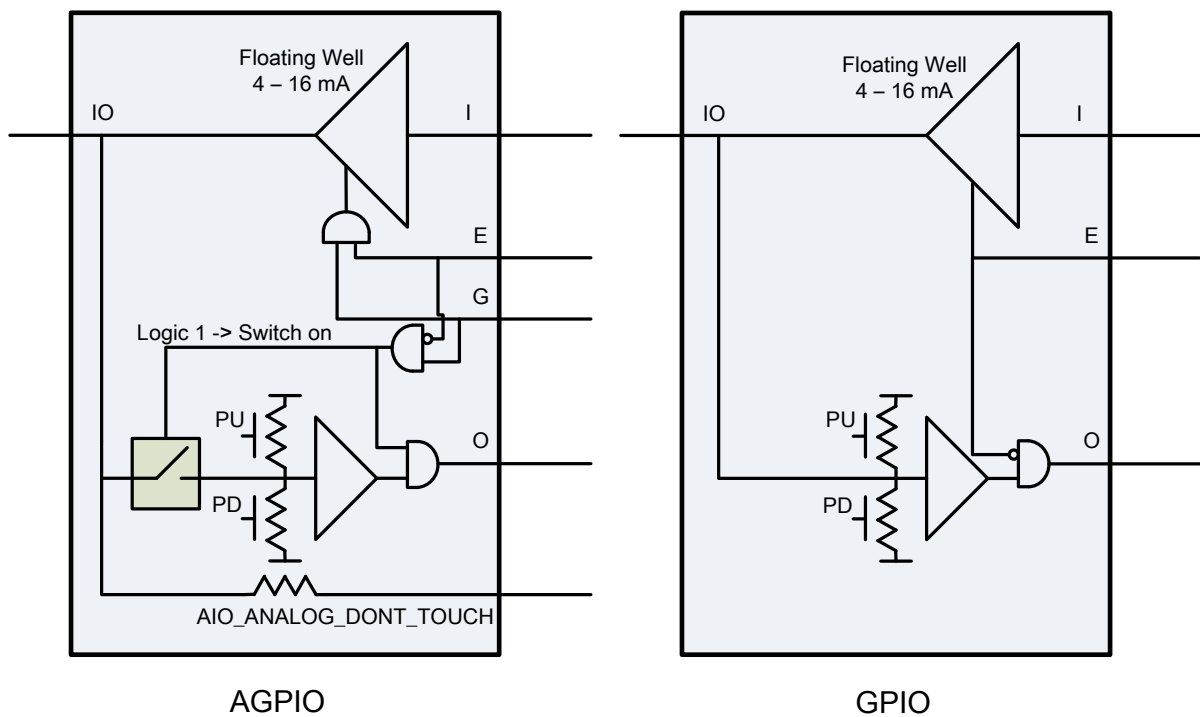 Floating Well
4 – 16 mA
IO
I
E
G
Logic 1 -> Switch on
PU
O
PD
AIO_ANALOG_DONT_TOUCH
AGPIO
Floating Well
4 – 16 mA
IO
I
E
PU
O
PD
GPIO